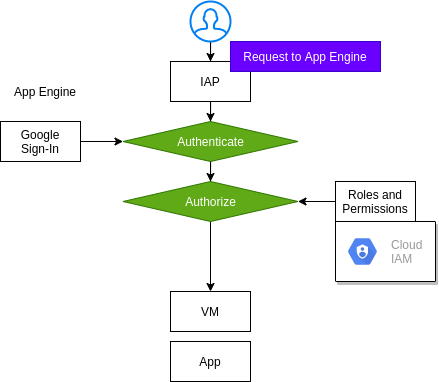 Request to App Engine
IAP
App Engine
Google
Sign-In
Authenticate
Authorize
Roles and
Permissions
Cloud
IAM
VM
App